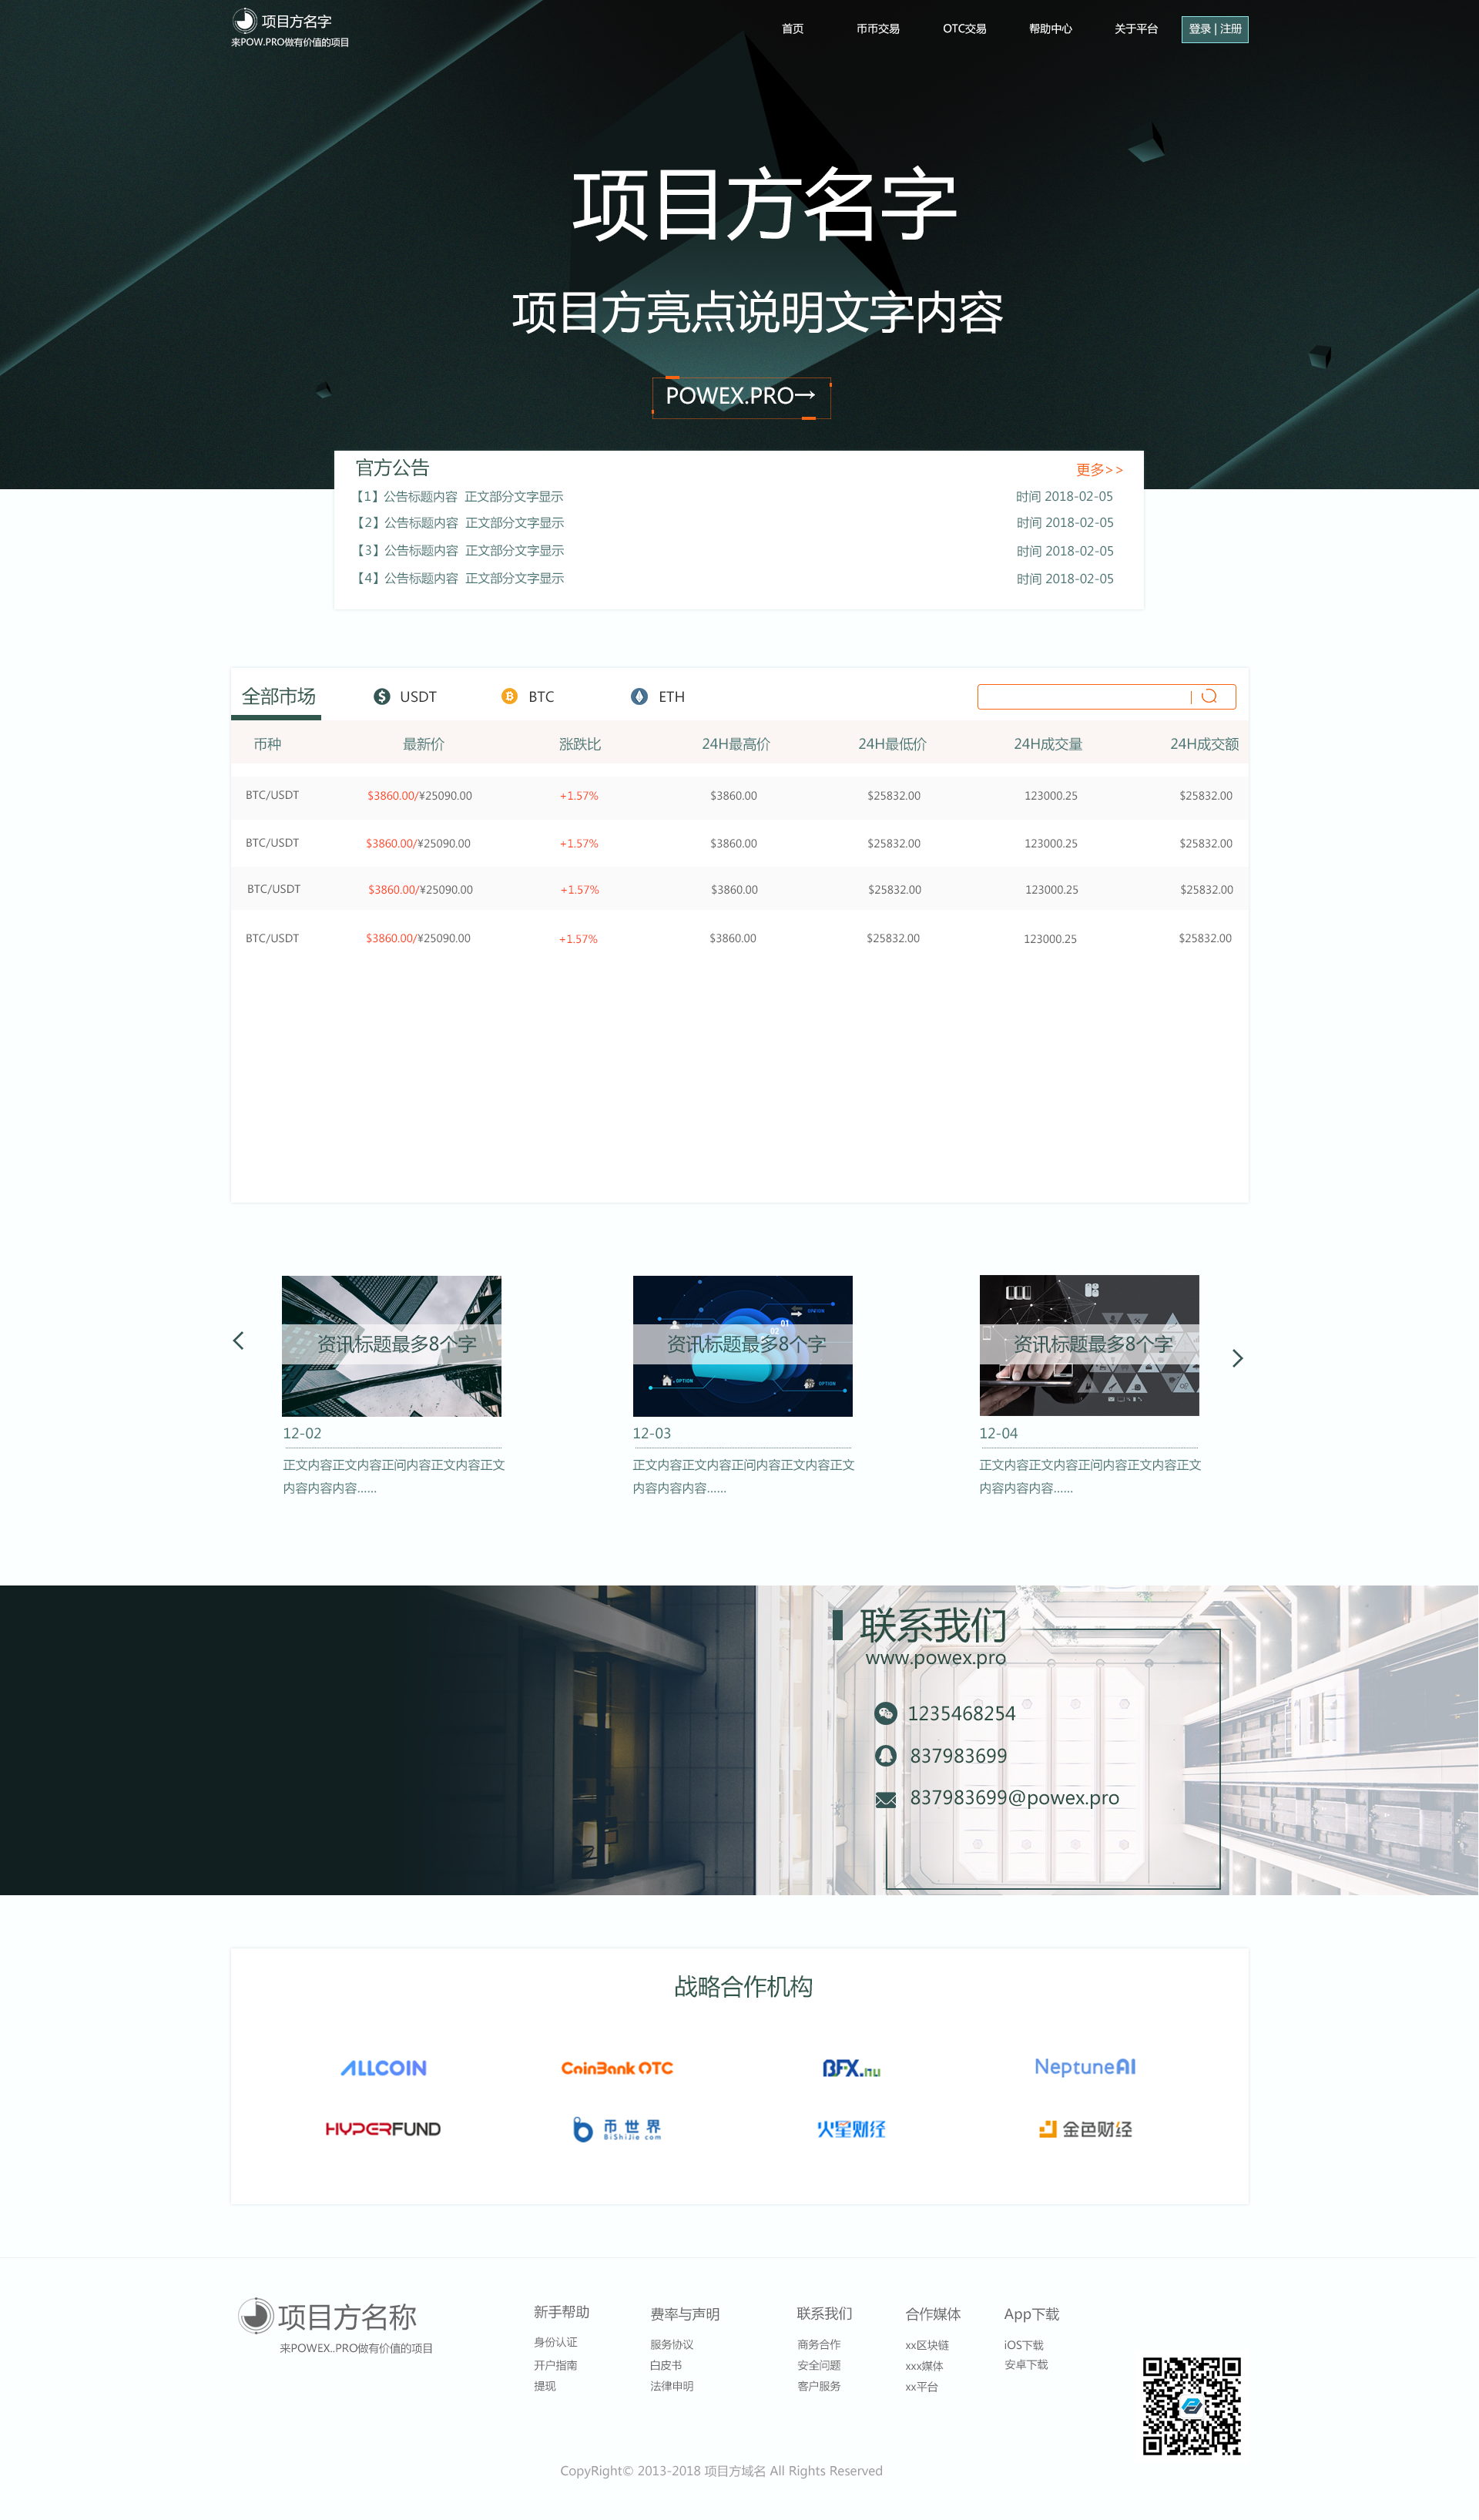 项目方名字
来POW.PRO做有价值的项目
首页 币币交易 OTC交易 帮助中心 关于平台 登录 | 注册
项目方名字
项目方亮点说明文字内容
POWEX.PRO→
官方公告 更多>>
【1】公告标题内容 正文部分文字显示 时间 2018-02-05
【2】公告标题内容 正文部分文字显示 时间 2018-02-05
【3】公告标题内容 正文部分文字显示 时间 2018-02-05
【4】公告标题内容 正文部分文字显示 时间 2018-02-05
全部市场 USDT BTC ETH
币种 最新价 涨跌比 24H最高价 24H最低价 24H成交量 24H成交额
BTC/USDT $3860.00/¥25090.00 +1.57% $3860.00 $25832.00 123000.25 $25832.00
BTC/USDT $3860.00/¥25090.00 +1.57% $3860.00 $25832.00 123000.25 $25832.00
BTC/USDT $3860.00/¥25090.00 +1.57% $3860.00 $25832.00 123000.25 $25832.00
BTC/USDT $3860.00/¥25090.00 +1.57% $3860.00 $25832.00 123000.25 $25832.00
OPTION
01
02
资讯标题最多8个字 资讯标题最多8个字 资讯标题最多8个字
OPTION OPTION
12-02 12-03 12-04
正文内容正文内容正问内容正文内容正文 正文内容正文内容正问内容正文内容正文 正文内容正文内容正问内容正文内容正文
内容内容内容...... 内容内容内容...... 内容内容内容......
联系我们
www.powex.pro
1235468254
837983699
837983699@powex.pro
战略合作机构
ALLCOIN CoinBank OTC BFX.nu NeptuneAI
HYPERFUND 币世界 火星财经 金色财经
BiShiJie.com
项目方名称
来POWEX..PRO做有价值的项目
新手帮助 费率与声明 联系我们 合作媒体 App下载
身份认证 服务协议 商务合作 xx区块链 iOS下载
开户指南 白皮书 安全问题 xxx媒体 安卓下载
提现 法律申明 客户服务 xx平台
CopyRight© 2013-2018 项目方域名 All Rights Reserved